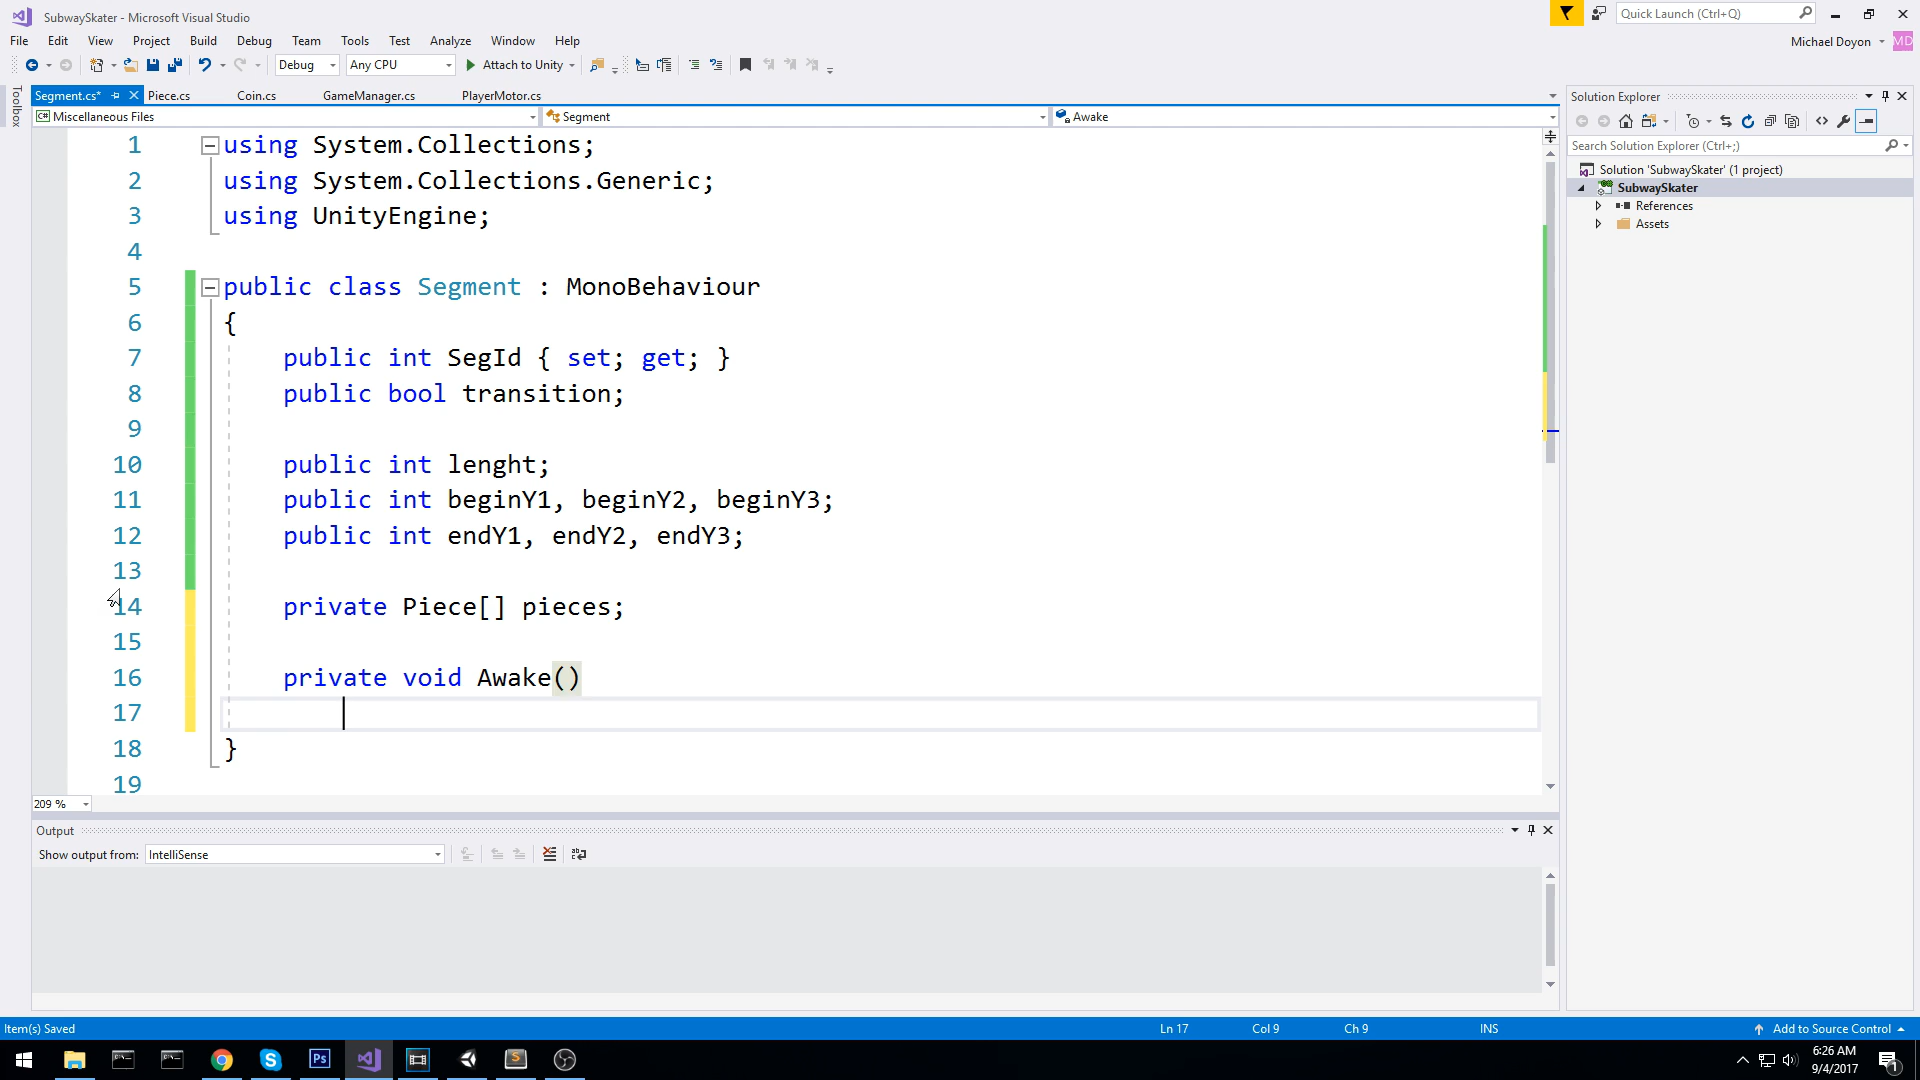 SubwaySkater - Microsoft Visual Studio
Quick Launch (Ctrl+Q)
File Edit View Project Build Debug Team Tools Test Analyze Window Help
Michael Doyon MD
Debug Any CPU Attach to Unity
Toolbox
Segment.cs* Piece.cs Coin.cs GameManager.cs PlayerMotor.cs
C# Miscellaneous Files Segment Awake
1 using System.Collections;
2 using System.Collections.Generic;
3 using UnityEngine;
4
5 public class Segment : MonoBehaviour
6 {
7 public int SegId { set; get; }
8 public bool transition;
9
10 public int lenght;
11 public int beginY1, beginY2, beginY3;
12 public int endY1, endY2, endY3;
13
14 private Piece[] pieces;
15
16 private void Awake()
17
18 }
19
209 %
Solution Explorer
Search Solution Explorer (Ctrl+;)
Solution 'SubwaySkater' (1 project)
SubwaySkater
References
Assets
Output
Show output from: IntelliSense
Item(s) Saved Ln 17 Col 9 Ch 9 INS Add to Source Control
Ps S
6:26 AM
9/4/2017
1